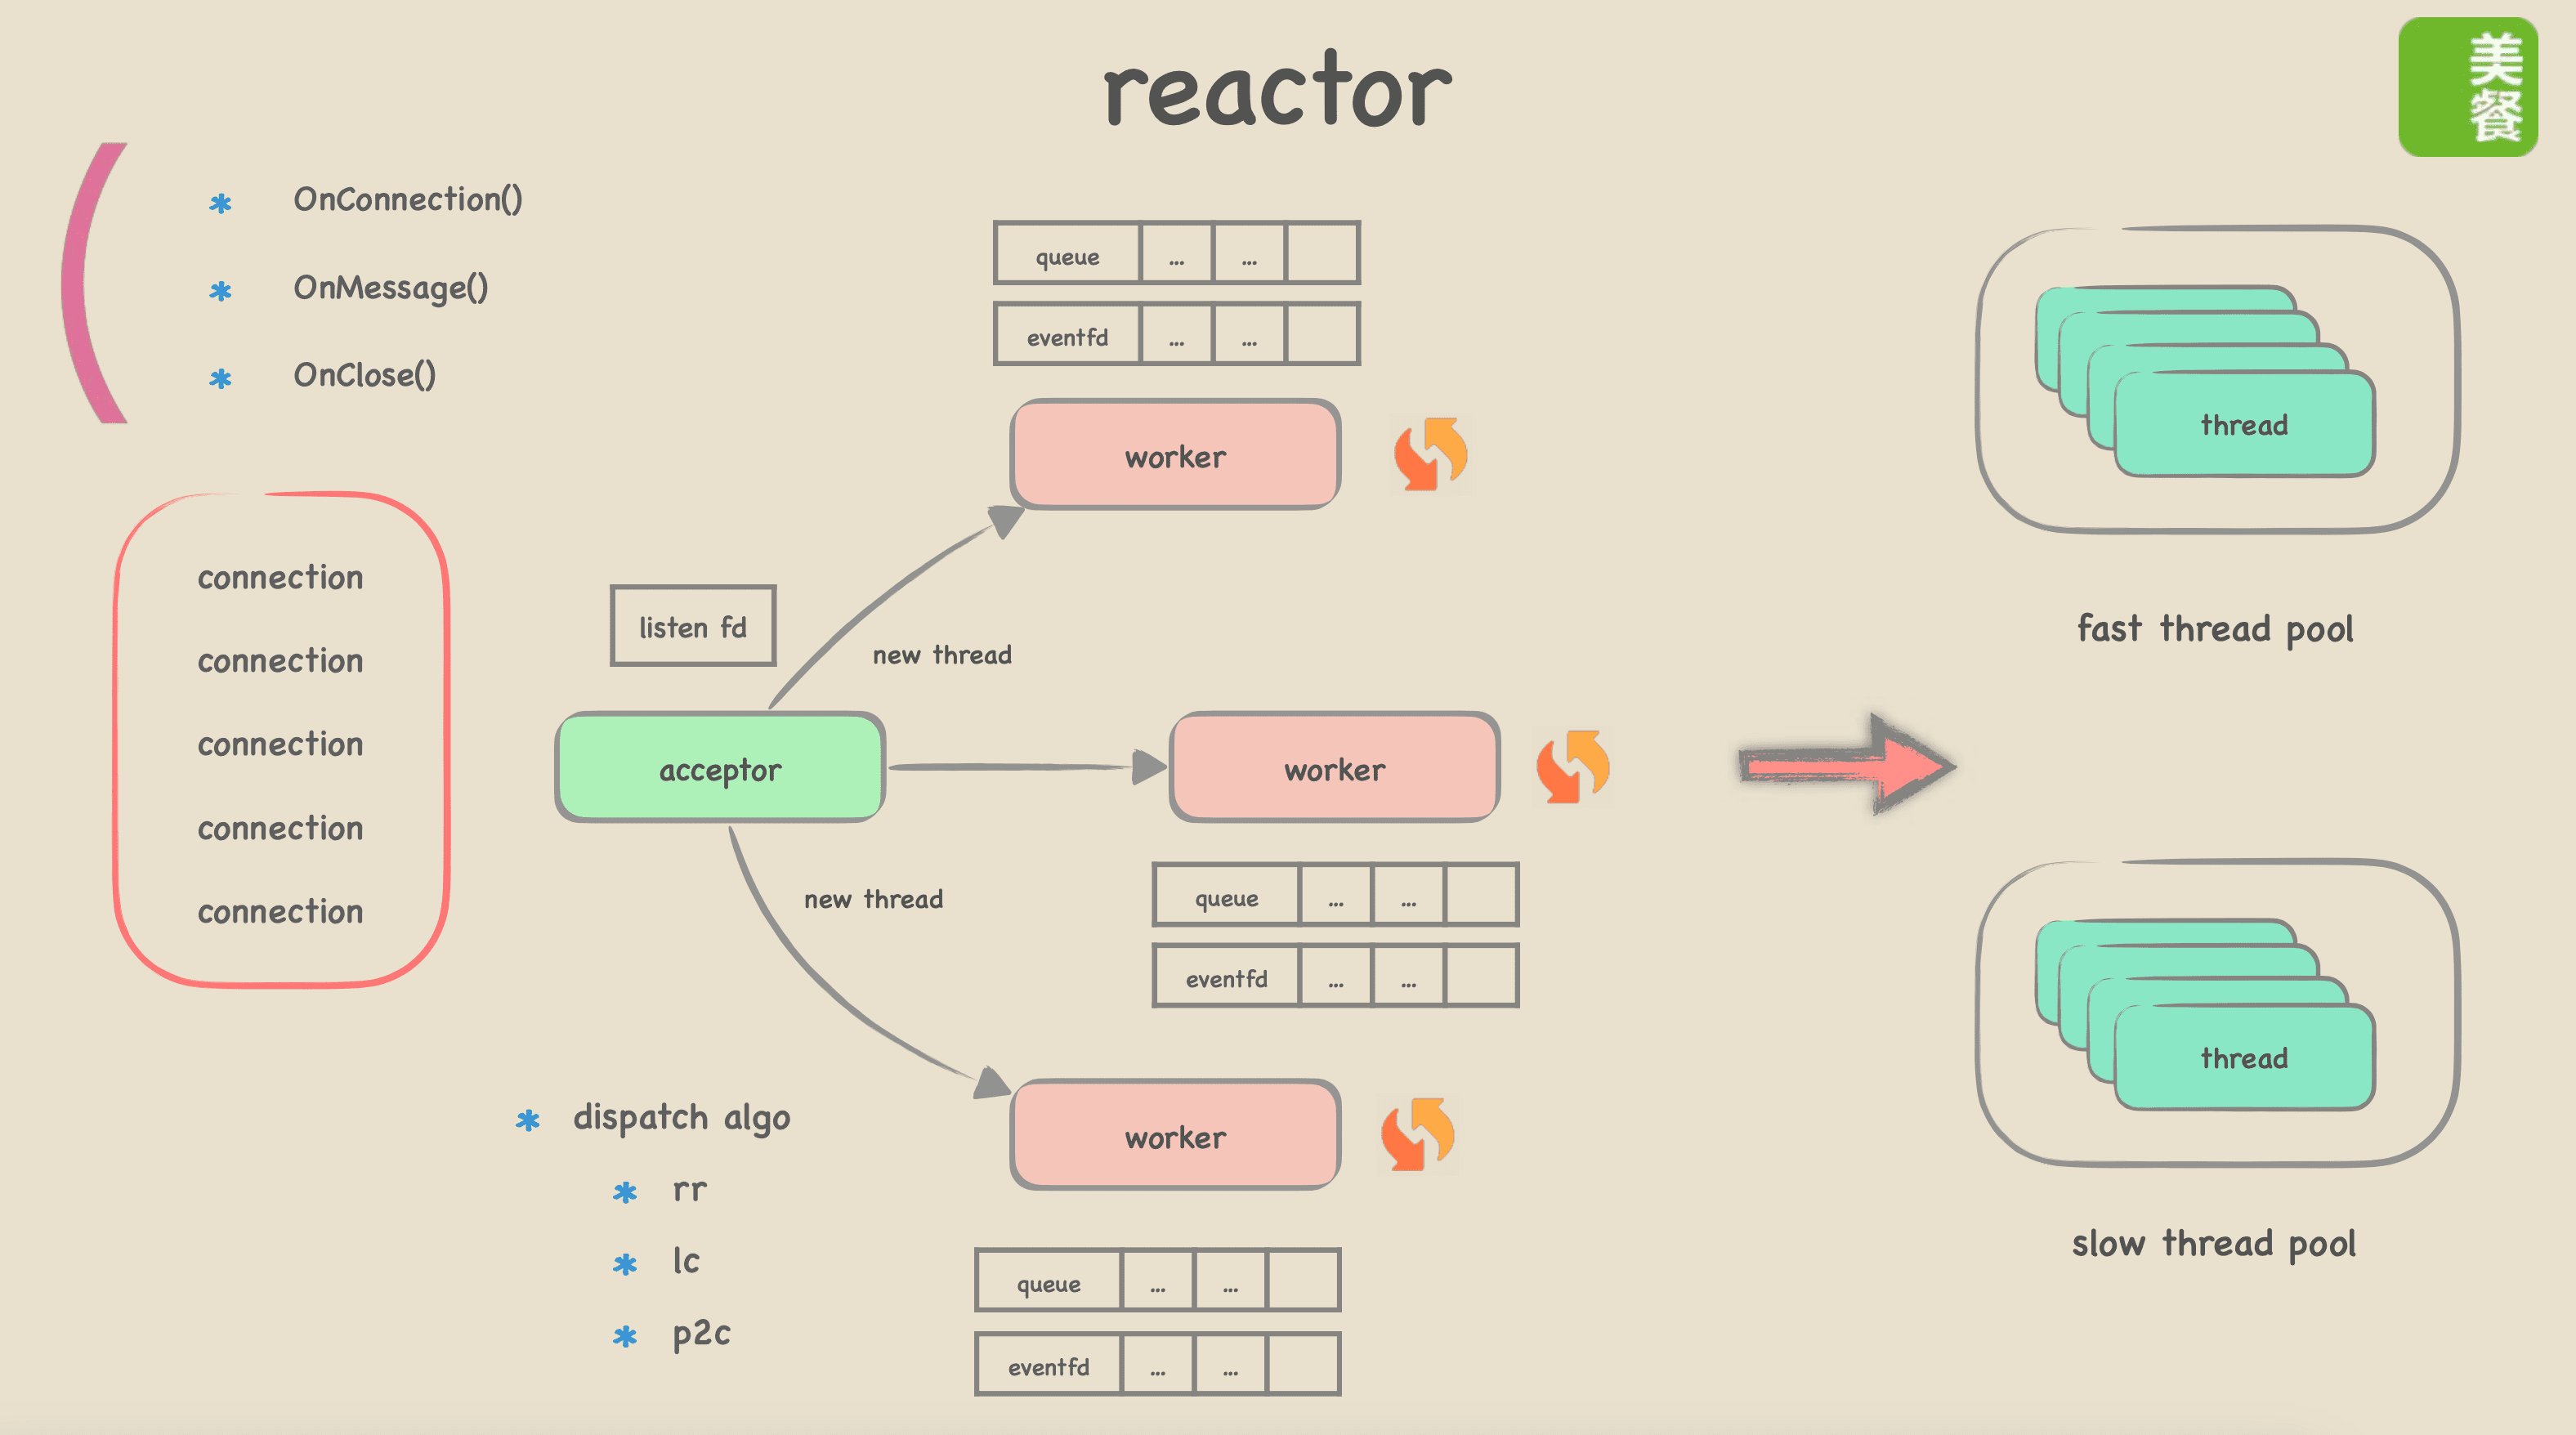 reactor
美
餐
OnConnection()
OnMessage()
OnClose()
queue ... ...
eventfd ... ...
worker
thread
fast thread pool
connection
connection
connection
connection
connection
listen fd
new thread
acceptor
worker
new thread
queue ... ...
eventfd ... ...
thread
slow thread pool
dispatch algo
rr
lc
p2c
worker
queue ... ...
eventfd ... ...